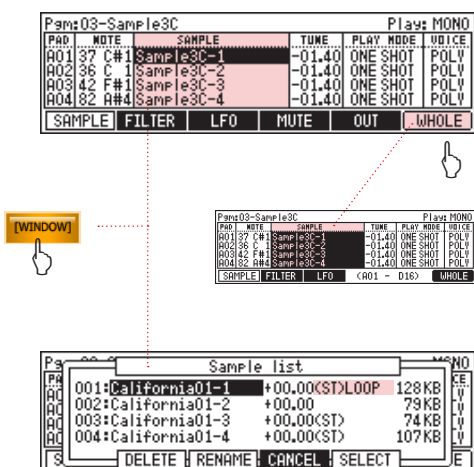 Pgm:03-Sample3C Play: MONO
PAD NOTE SAMPLE TUNE PLAY MODE VOICE
A01 37 C#1 Sample3C-1 -01.40 ONE SHOT POLY
A02 36 C 1 Sample3C-2 -01.40 ONE SHOT POLY
A03 42 F#1 Sample3C-3 -01.40 ONE SHOT POLY
A04 82 A#4 Sample3C-4 -01.40 ONE SHOT POLY
SAMPLE FILTER LFO MUTE OUT WHOLE
[WINDOW]
Pgm:03-Sample3C Play: MONO
PAD NOTE SAMPLE TUNE PLAY MODE VOICE
A01 37 C#1 Sample3C-1 -01.40 ONE SHOT POLY
A02 36 C 1 Sample3C-2 -01.40 ONE SHOT POLY
A03 42 F#1 Sample3C-3 -01.40 ONE SHOT POLY
A04 82 A#4 Sample3C-4 -01.40 ONE SHOT POLY
SAMPLE FILTER LFO (A01 - D16) WHOLE
Sample list
001:California01-1 +00.00(ST)LOOP 128KB
002:California01-2 +00.00 79KB
003:California01-3 +00.00(ST) 74KB
004:California01-4 +00.00(ST) 107KB
DELETE RENAME CANCEL SELECT